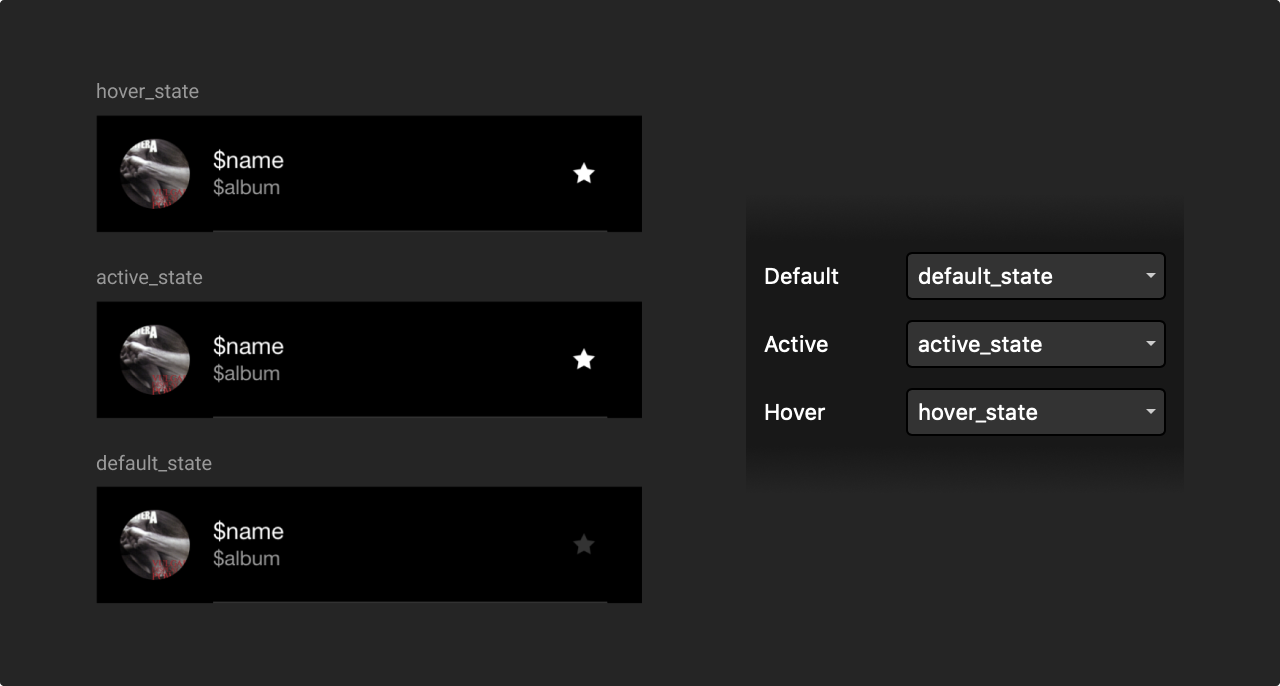 hover_state
$name
$album
active_state
$name
$album
default_state
$name
$album
Default default_state
Active active_state
Hover hover_state